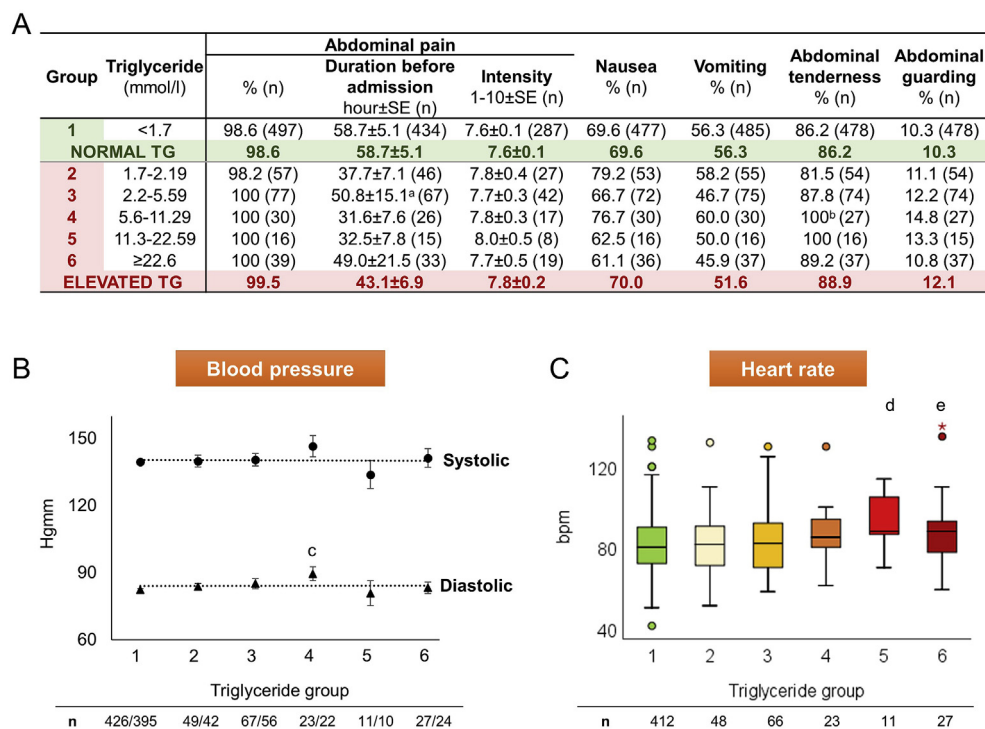 A
Abdominal pain
Group Triglyceride (mmol/l) % (n) Duration before admission hour±SE (n) Intensity 1-10±SE (n) Nausea % (n) Vomiting % (n) Abdominal tenderness % (n) Abdominal guarding % (n)
1 <1.7 98.6 (497) 58.7±5.1 (434) 7.6±0.1 (287) 69.6 (477) 56.3 (485) 86.2 (478) 10.3 (478)
NORMAL TG 98.6 58.7±5.1 7.6±0.1 69.6 56.3 86.2 10.3
2 1.7-2.19 98.2 (57) 37.7±7.1 (46) 7.8±0.4 (27) 79.2 (53) 58.2 (55) 81.5 (54) 11.1 (54)
3 2.2-5.59 100 (77) 50.8±15.1ᵃ (67) 7.7±0.3 (42) 66.7 (72) 46.7 (75) 87.8 (74) 12.2 (74)
4 5.6-11.29 100 (30) 31.6±7.6 (26) 7.8±0.3 (17) 76.7 (30) 60.0 (30) 100ᵇ (27) 14.8 (27)
5 11.3-22.59 100 (16) 32.5±7.8 (15) 8.0±0.5 (8) 62.5 (16) 50.0 (16) 100 (16) 13.3 (15)
6 ≥22.6 100 (39) 49.0±21.5 (33) 7.7±0.5 (19) 61.1 (36) 45.9 (37) 89.2 (37) 10.8 (37)
ELEVATED TG 99.5 43.1±6.9 7.8±0.2 70.0 51.6 88.9 12.1
B
Blood pressure
Hgmm
150
120
90
60
Systolic
c
Diastolic
1 2 3 4 5 6
Triglyceride group
n 426/395 49/42 67/56 23/22 11/10 27/24
C
Heart rate
d e
*
bpm
120
80
40
1 2 3 4 5 6
Triglyceride group
n 412 48 66 23 11 27